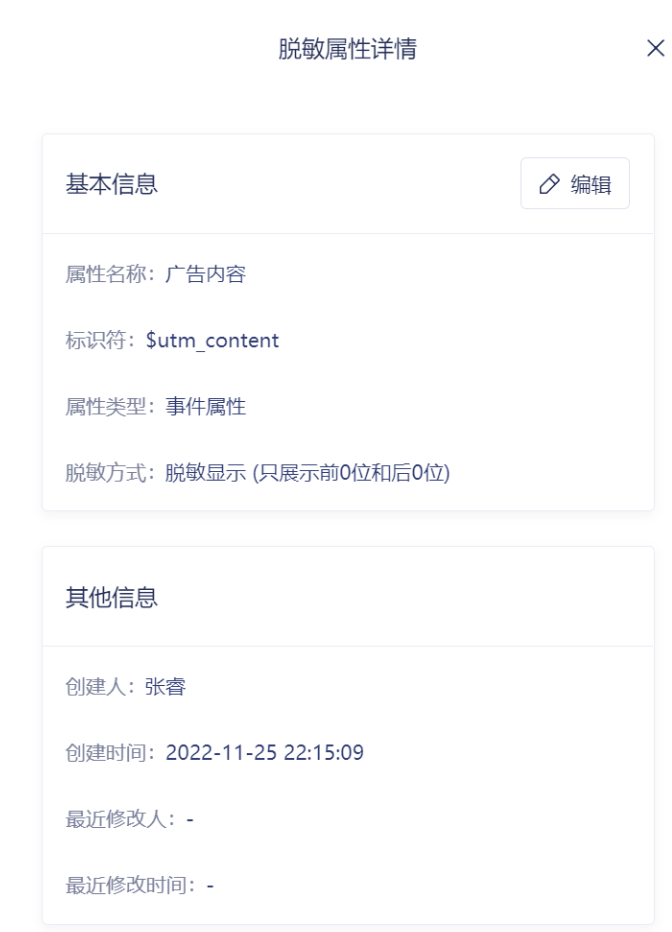 脱敏属性详情
基本信息
编辑
属性名称：广告内容
标识符：$utm_content
属性类型：事件属性
脱敏方式：脱敏显示 (只展示前0位和后0位)
其他信息
创建人：张睿
创建时间：2022-11-25 22:15:09
最近修改人：-
最近修改时间：-